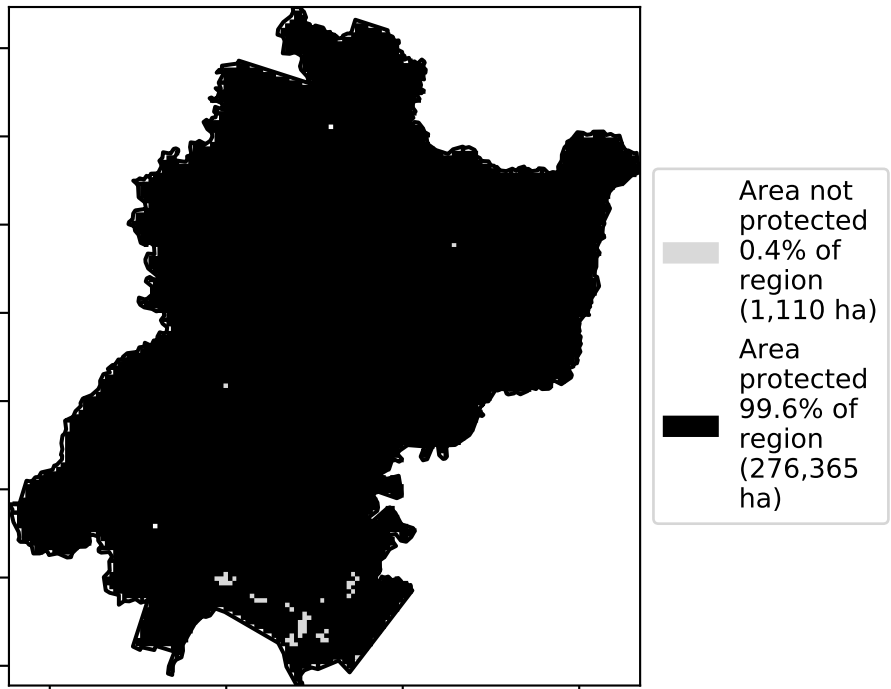 Area not
protected
0.4% of
region
(1,110 ha)
Area
protected
99.6% of
region
(276,365
ha)